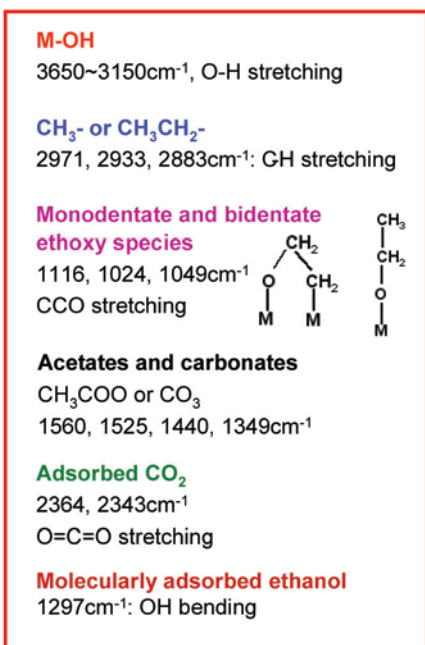 M-OH
3650~3150cm⁻¹, O-H stretching
CH₃- or CH₃CH₂-
2971, 2933, 2883cm⁻¹: C-H stretching
Monodentate and bidentate
ethoxy species
1116, 1024, 1049cm⁻¹
CCO stretching
CH₂
O CH₂
M M
CH₃
CH₂
O
M
Acetates and carbonates
CH₃COO or CO₃
1560, 1525, 1440, 1349cm⁻¹
Adsorbed CO₂
2364, 2343cm⁻¹
O=C=O stretching
Molecularly adsorbed ethanol
1297cm⁻¹: OH bending